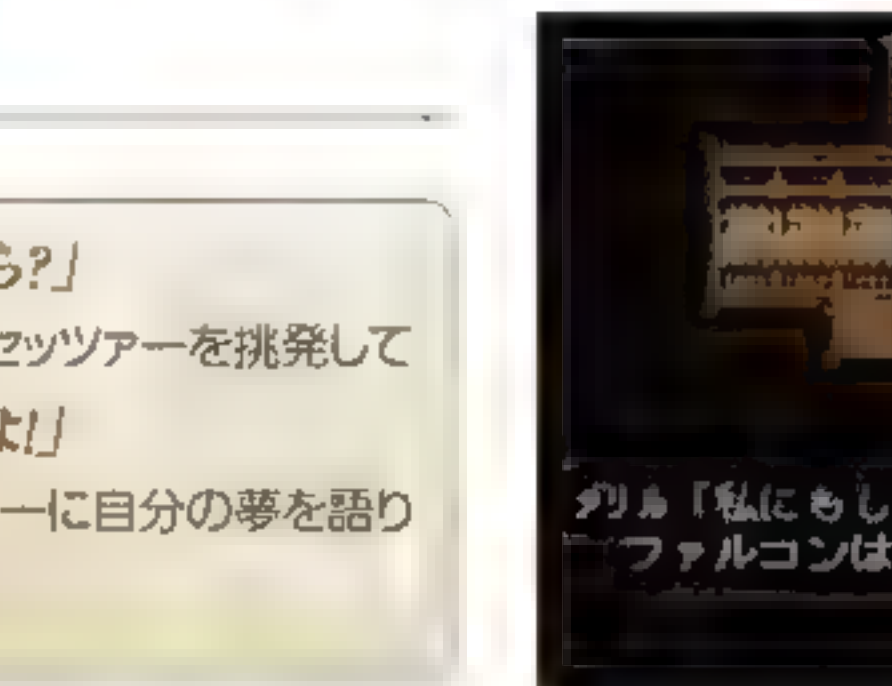 ら?」
セッツァーを挑発して
よ!」
ーに自分の夢を語り
ダリル「私にもし
ファルコンは